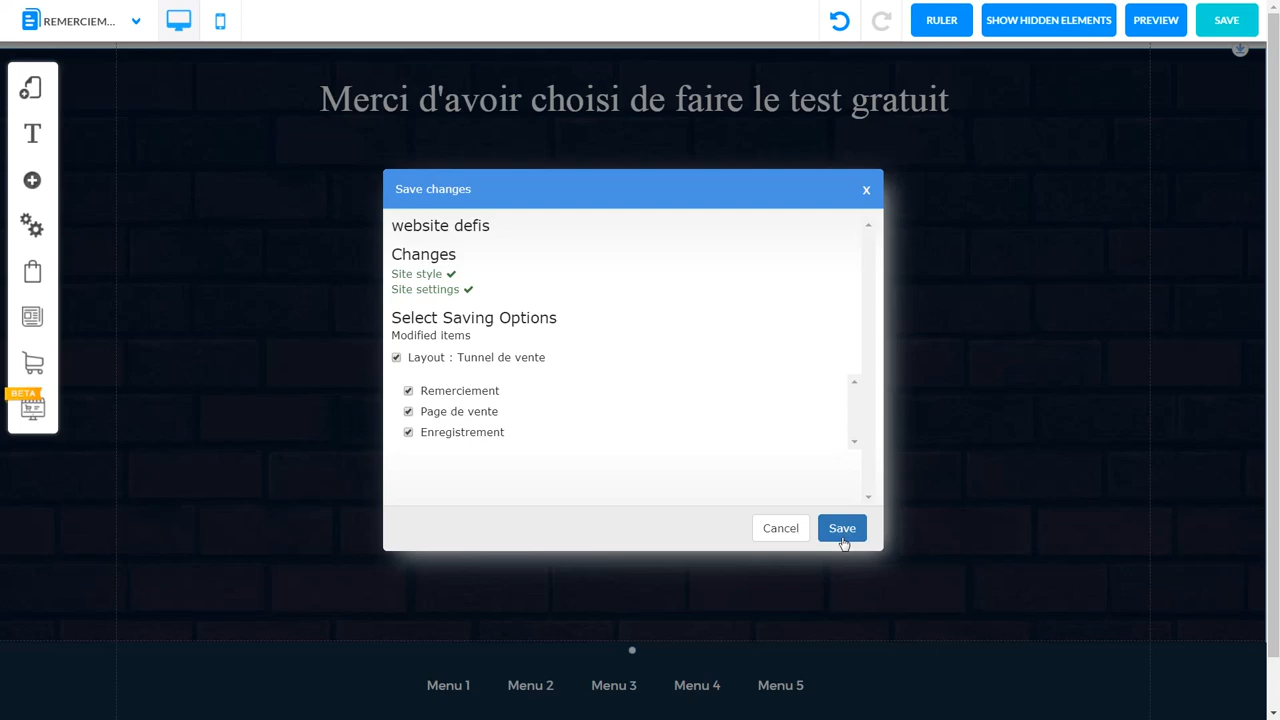 REMERCIEM...
RULER
SHOW HIDDEN ELEMENTS
PREVIEW
SAVE
Merci d'avoir choisi de faire le test gratuit
T
BETA
Save changes
x
website defis
Changes
Site style
Site settings
Select Saving Options
Modified items
Layout : Tunnel de vente
Remerciement
Page de vente
Enregistrement
Cancel
Save
Menu 1
Menu 2
Menu 3
Menu 4
Menu 5